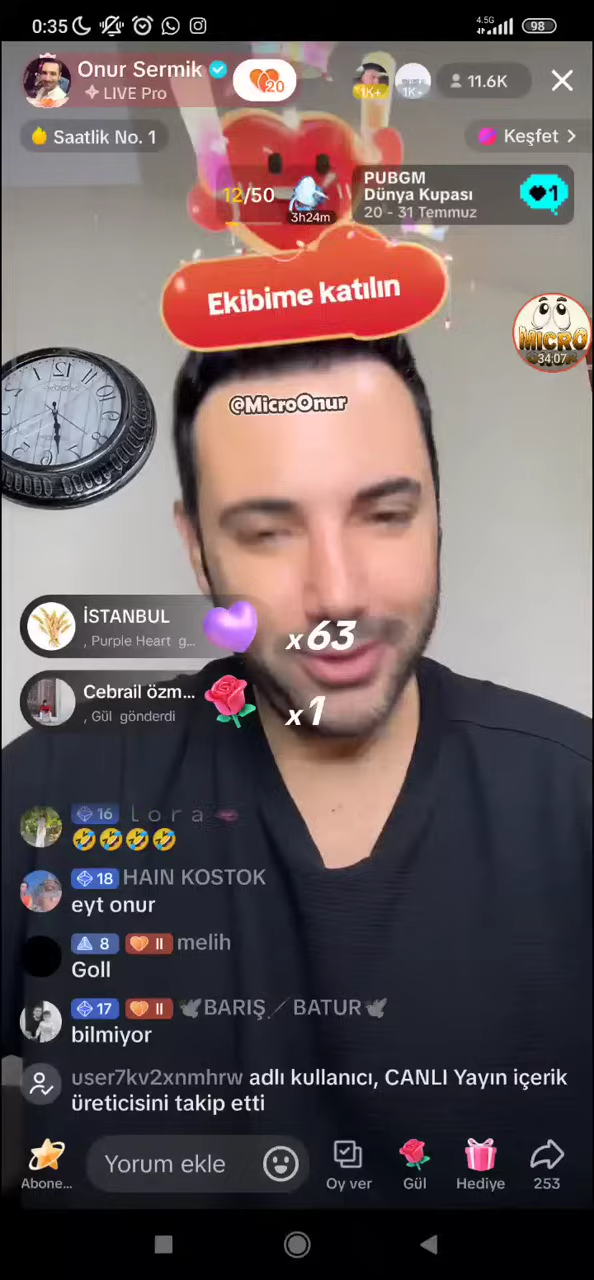 0:35
4.5G
98
Onur Sermik
LIVE Pro
20
1K+
1K+
11.6K
Saatlik No. 1
Keşfet
12/50
3h24m
PUBGM
Dünya Kupası
20 - 31 Temmuz
1
Ekibime katılın
MICRO
34:07
@MicroOnur
İSTANBUL
, Purple Heart g...
x63
Cebrail özm...
, Gül gönderdi
x1
16 Lora
🤣🤣🤣🤣
18 HAIN KOSTOK
eyt onur
8 II melih
Goll
17 II 🕊BARIŞ BATUR🕊
bilmiyor
user7kv2xnmhrw adlı kullanıcı, CANLI Yayın içerik
üreticisini takip etti
Abone...
Yorum ekle
Oy ver
Gül
Hediye
253